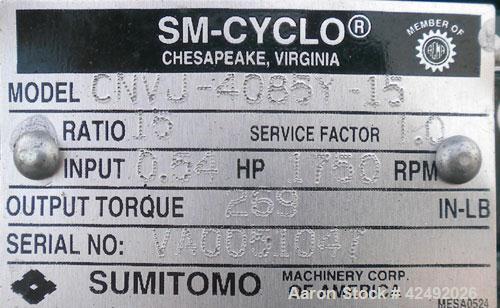 SM-CYCLO®
CHESAPEAKE, VIRGINIA
MEMBER OF
AGMA
MODEL CNVJ-4085Y-15
RATIO 15 SERVICE FACTOR 1.0
INPUT 0.54 HP 1750 RPM
OUTPUT TORQUE 269 IN-LB
SERIAL NO: VA0051047
SUMITOMO MACHINERY CORP.
OF AMERICA
MESA0524
Aaron Stock # 42492026